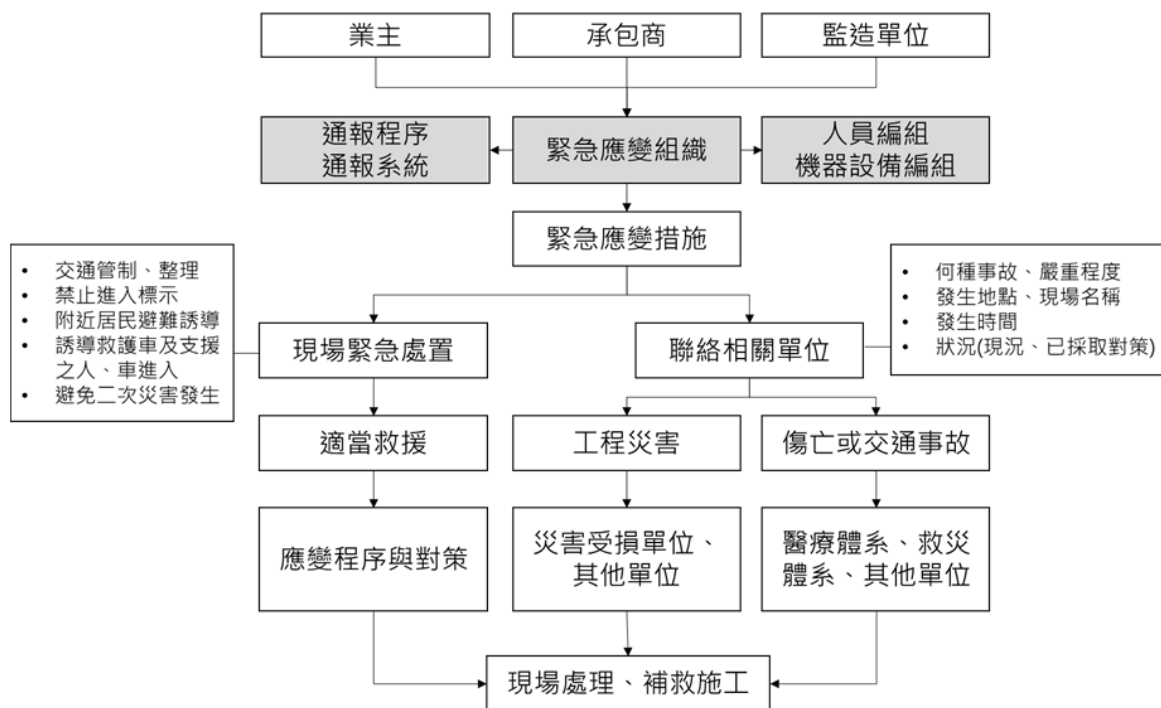 業主
承包商
監造單位
通報程序
通報系統
緊急應變組織
人員編組
機器設備編組
緊急應變措施
• 交通管制、整理
• 禁止進入標示
• 附近居民避難誘導
• 誘導救護車及支援
之人、車進入
• 避免二次災害發生
現場緊急處置
聯絡相關單位
• 何種事故、嚴重程度
• 發生地點、現場名稱
• 發生時間
• 狀況(現況、已採取對策)
適當救援
工程災害
傷亡或交通事故
應變程序與對策
災害受損單位、
其他單位
醫療體系、救災
體系、其他單位
現場處理、補救施工